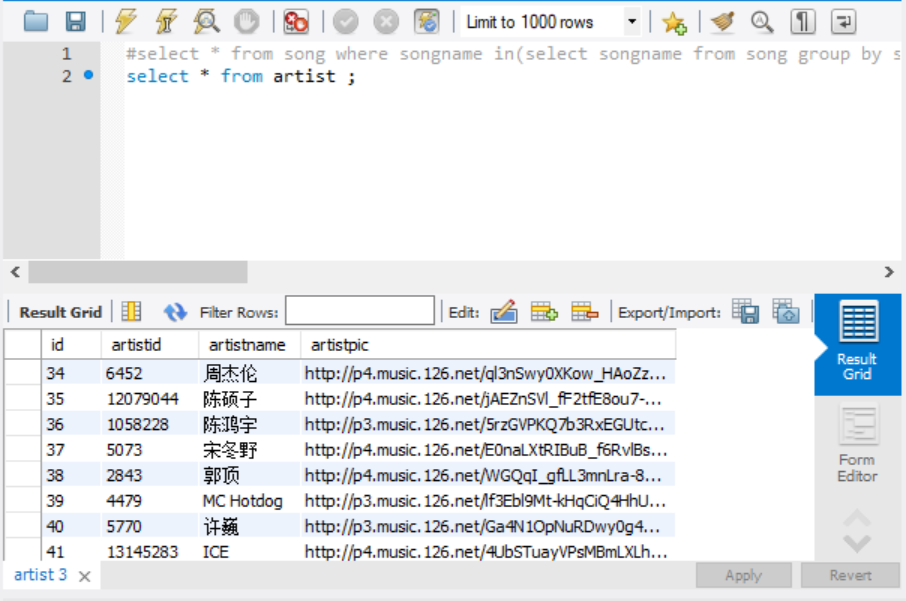 Limit to 1000 rows
1 #select * from song where songname in(select songname from song group by s
2 select * from artist ;
Result Grid Filter Rows: Edit: Export/Import:
id artistid artistname artistpic
34 6452 周杰伦 http://p4.music.126.net/ql3nSwy0XKow_HAoZz...
35 12079044 陈硕子 http://p4.music.126.net/jAEZnSVl_fF2tfE8ou7-...
36 1058228 陈鸿宇 http://p3.music.126.net/5rzGVPKQ7b3RxEGUtc...
37 5073 宋冬野 http://p4.music.126.net/E0naLXtRIBuB_f6RvlBs...
38 2843 郭顶 http://p4.music.126.net/WGQqI_gfLL3mnLra-8...
39 4479 MC Hotdog http://p3.music.126.net/lf3Ebl9Mt-kHqCiQ4HhU...
40 5770 许巍 http://p3.music.126.net/Ga4N1OpNuRDwy0g4...
41 13145283 ICE http://p4.music.126.net/4UbSTuayVPsMBmLXLh...
Result
Grid
Form
Editor
artist 3
Apply Revert